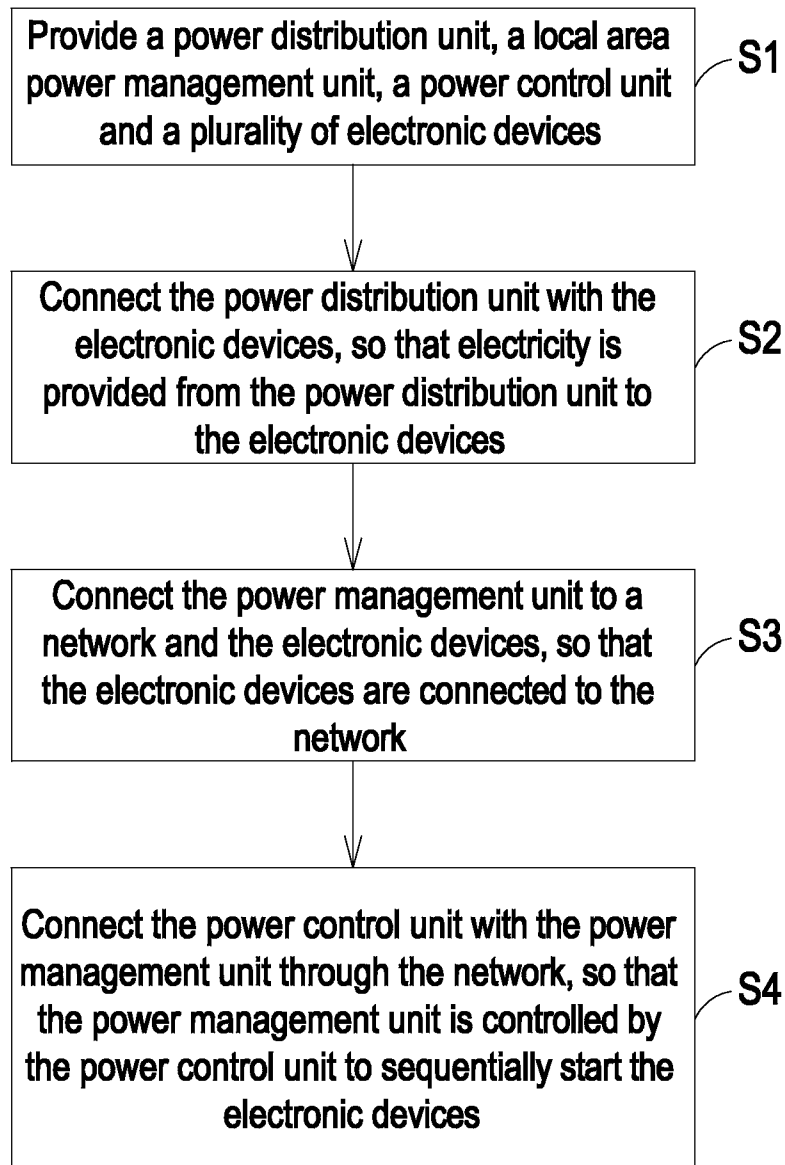 Provide a power distribution unit, a local area
power management unit, a power control unit
and a plurality of electronic devices
S1
Connect the power distribution unit with the
electronic devices, so that electricity is
provided from the power distribution unit to
the electronic devices
S2
Connect the power management unit to a
network and the electronic devices, so that
the electronic devices are connected to the
network
S3
Connect the power control unit with the power
management unit through the network, so that
the power management unit is controlled by
the power control unit to sequentially start the
electronic devices
S4